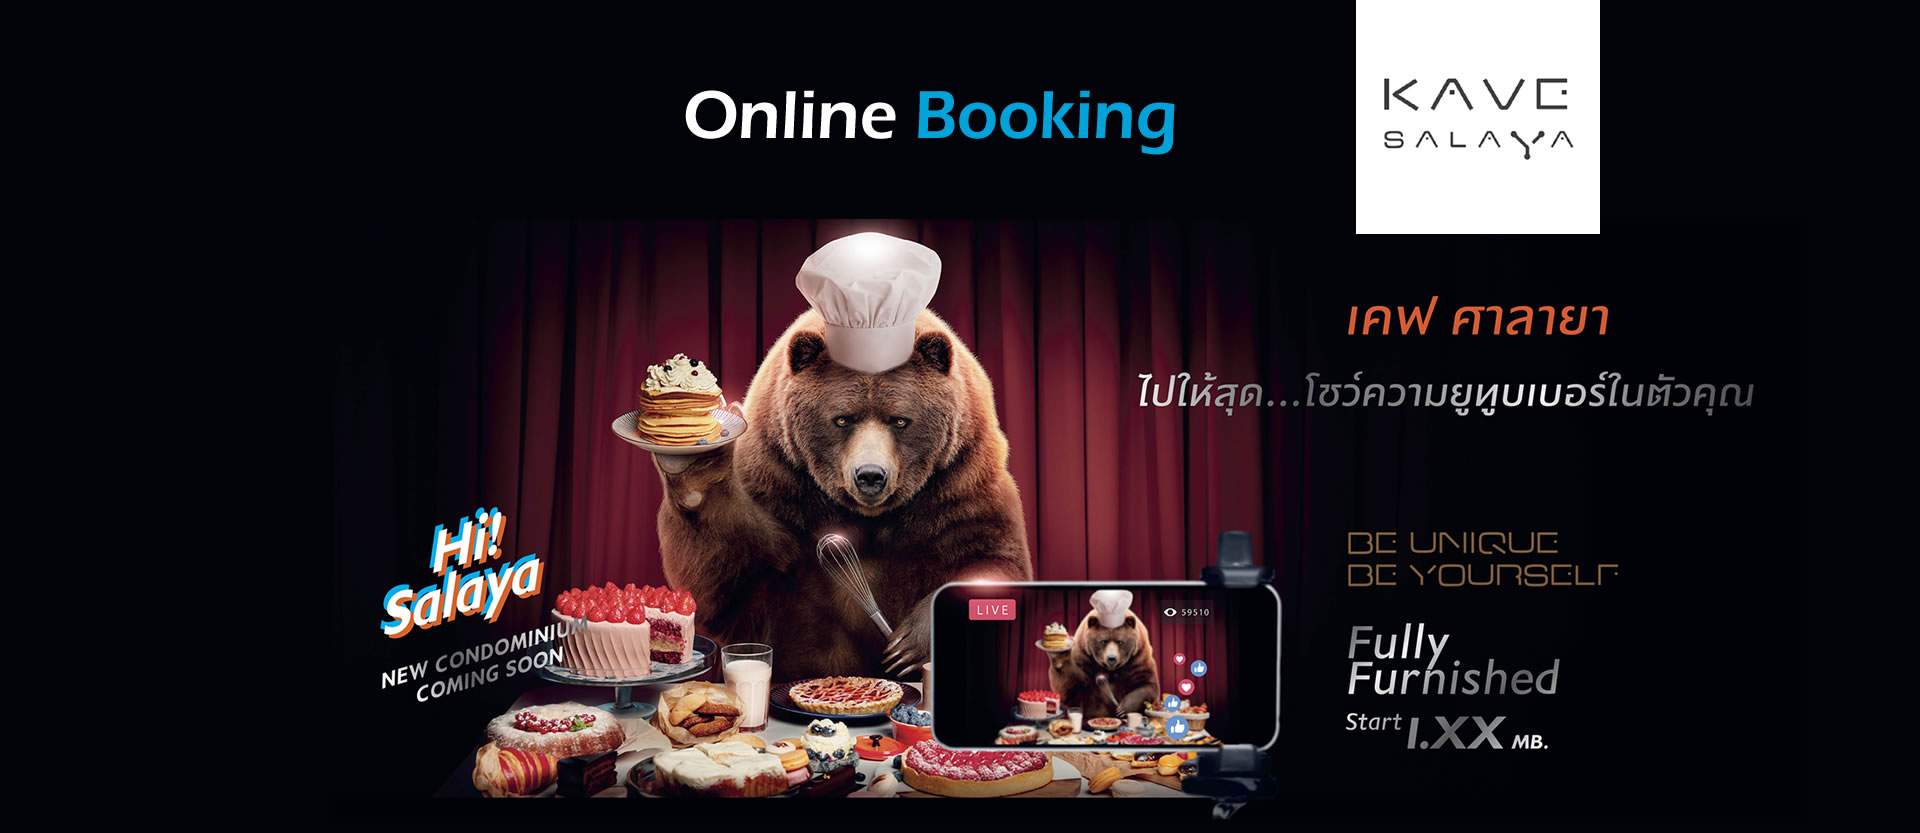 Online Booking
KAVE
SALAYA
เคฟ ศาลายา
ไปให้สุด...โชว์ความยูทูบเบอร์ในตัวคุณ
Hi!
Salaya
NEW CONDOMINIUM
COMING SOON
LIVE
59510
BE UNIQUE
BE YOURSELF
Fully
Furnished
Start 1.XX MB.